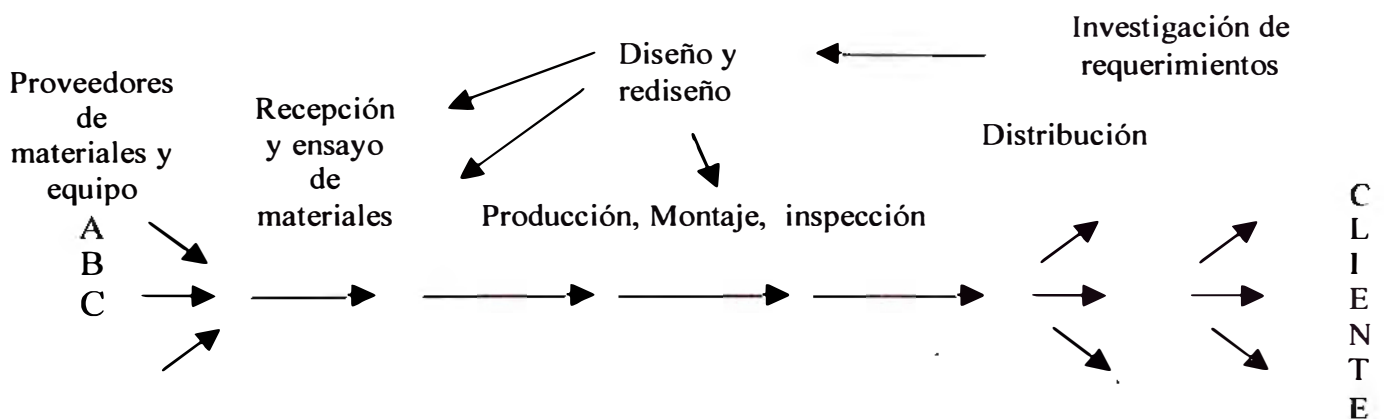 Investigación de
requerimientos
Diseño y
rediseño
Proveedores
de
materiales y
equipo
A
B
C
Recepción
y ensayo
de
materiales
Distribución
Producción, Montaje, inspección
C
L
I
E
N
T
E